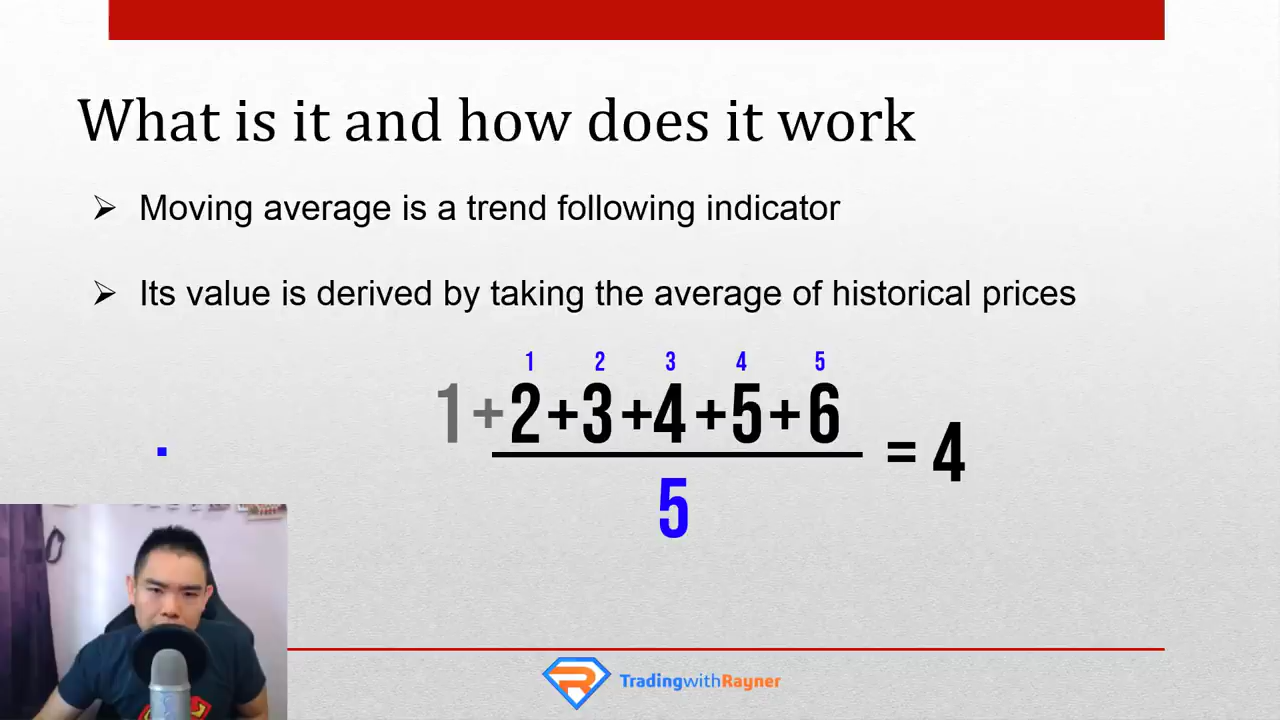 What is it and how does it work
➢ Moving average is a trend following indicator
➢ Its value is derived by taking the average of historical prices
1 2 3 4 5
1+2+3+4+5+6
= 4
5
TradingwithRayner